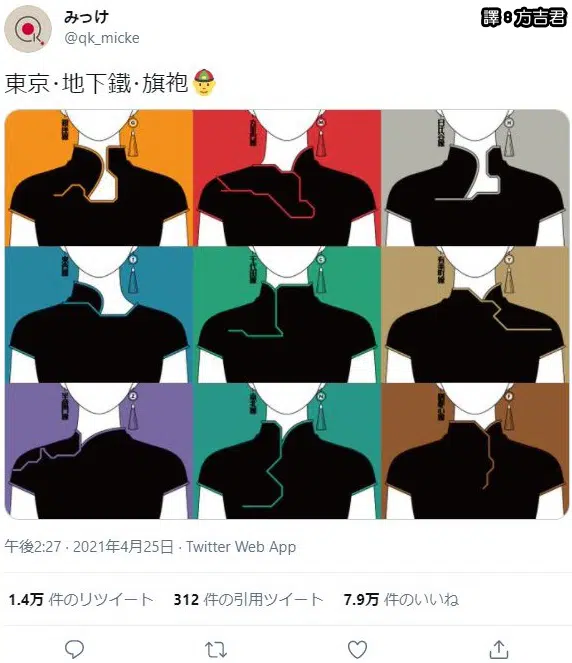 みっけ
@qk_micke
譯8方吉君
東京·地下鐵·旗袍
銀座線
G
丸ノ内線
M
日比谷線
H
東西線
T
千代田線
C
有楽町線
Y
半蔵門線
Z
南北線
N
副都心線
F
午後2:27 · 2021年4月25日 · Twitter Web App
1.4万 件のリツイート 312 件の引用ツイート 7.9万 件のいいね